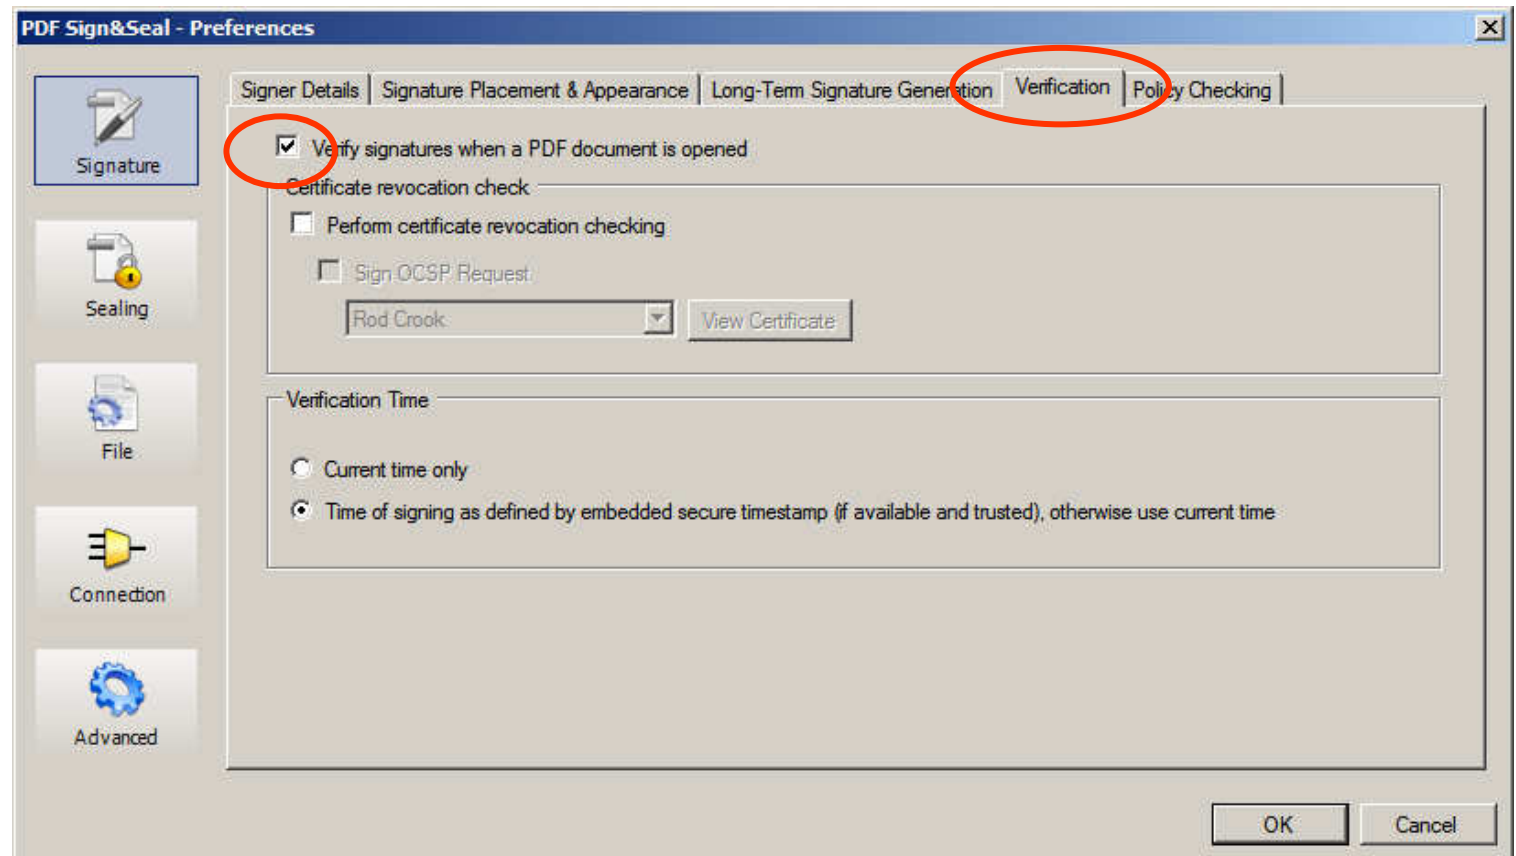 PDF Sign&Seal - Preferences
Signer Details
Signature Placement & Appearance
Long-Term Signature Generation
Verification
Policy Checking
Signature
Sealing
File
Connection
Advanced
Verify signatures when a PDF document is opened
Certificate revocation check
Perform certificate revocation checking
Sign OCSP Request
Rod Crook
View Certificate
Verification Time
Current time only
Time of signing as defined by embedded secure timestamp (if available and trusted), otherwise use current time
OK
Cancel